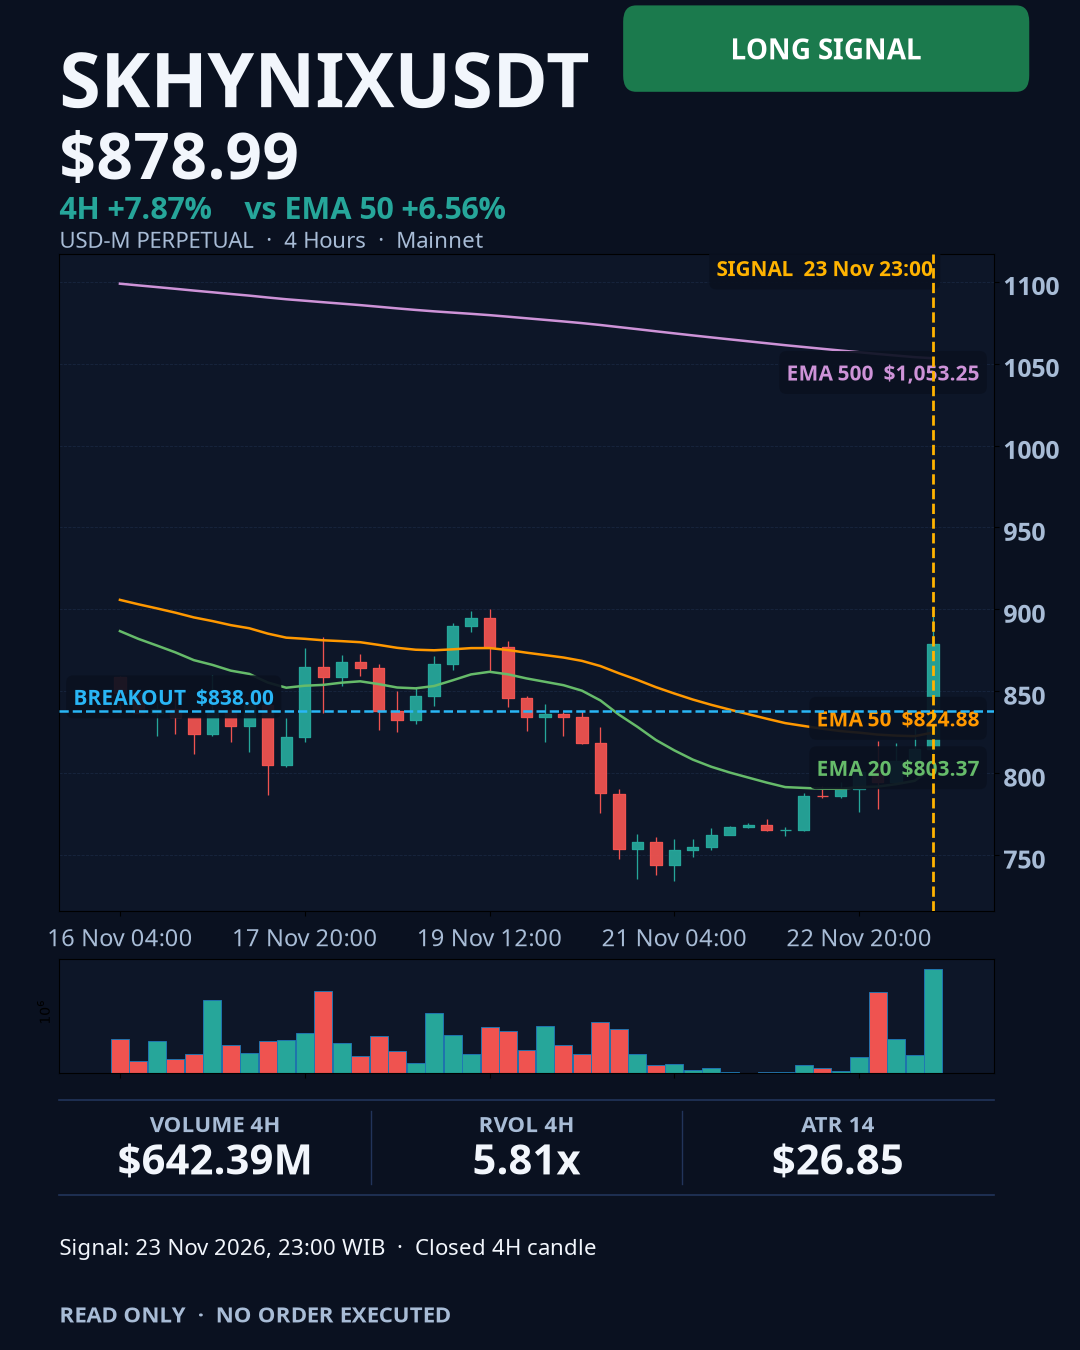 LONG SIGNAL
SKHYNIXUSDT
$878.99
4H +7.87% vs EMA 50 +6.56%
USD-M PERPETUAL · 4 Hours · Mainnet
SIGNAL 23 Nov 23:00
1100
EMA 500 $1,053.25
1050
1000
950
900
850
BREAKOUT $838.00
EMA 50 $824.88
EMA 20 $803.37
800
750
16 Nov 04:00 17 Nov 20:00 19 Nov 12:00 21 Nov 04:00 22 Nov 20:00
10⁶
VOLUME 4H RVOL 4H ATR 14
$642.39M 5.81x $26.85
Signal: 23 Nov 2026, 23:00 WIB · Closed 4H candle
READ ONLY · NO ORDER EXECUTED